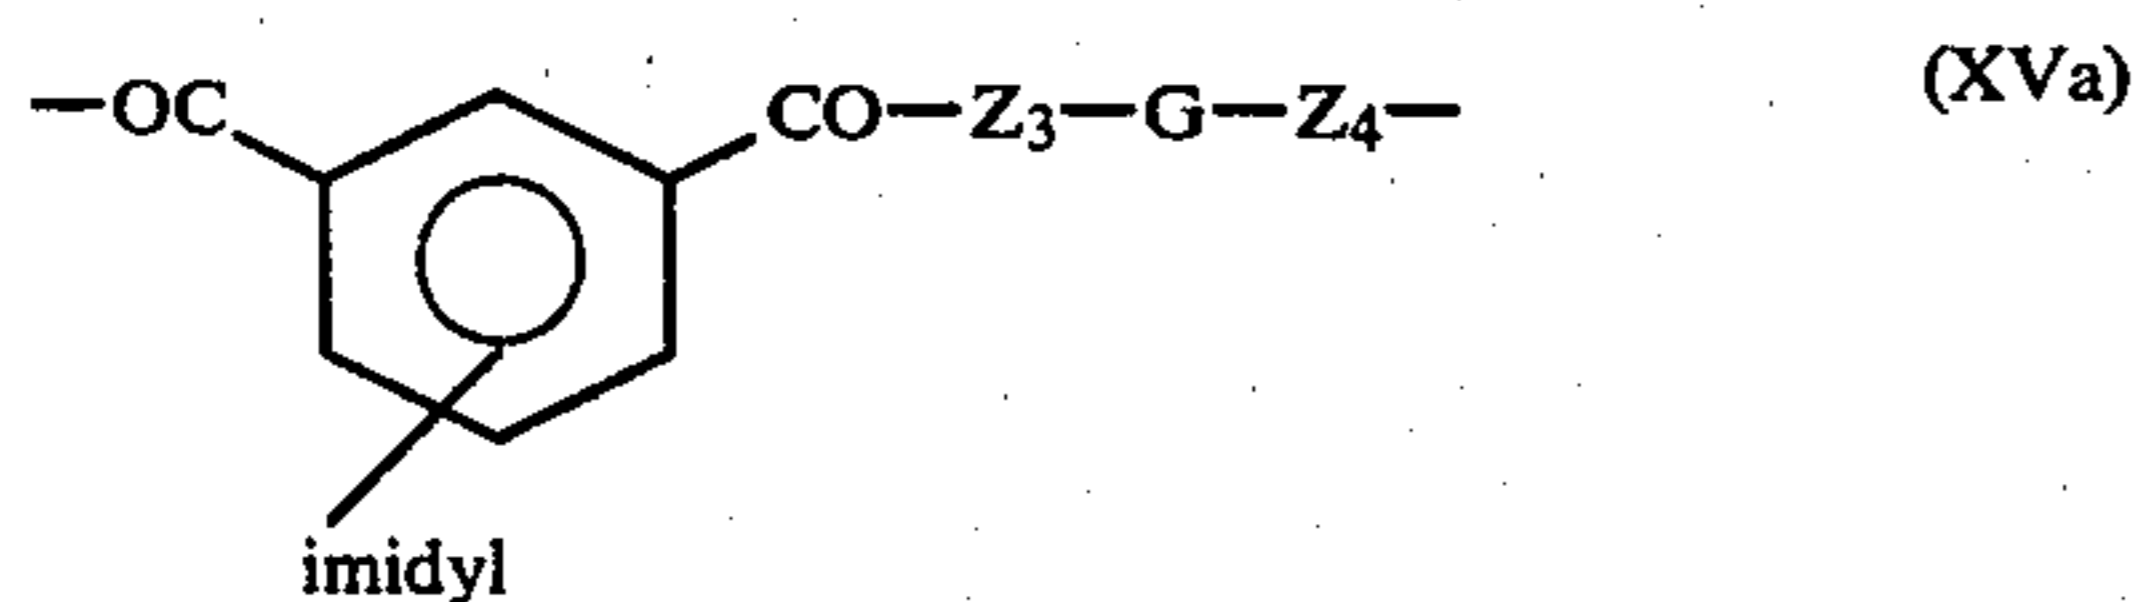 —OC CO—Z₃—G—Z₄— (XVa)
imidyl